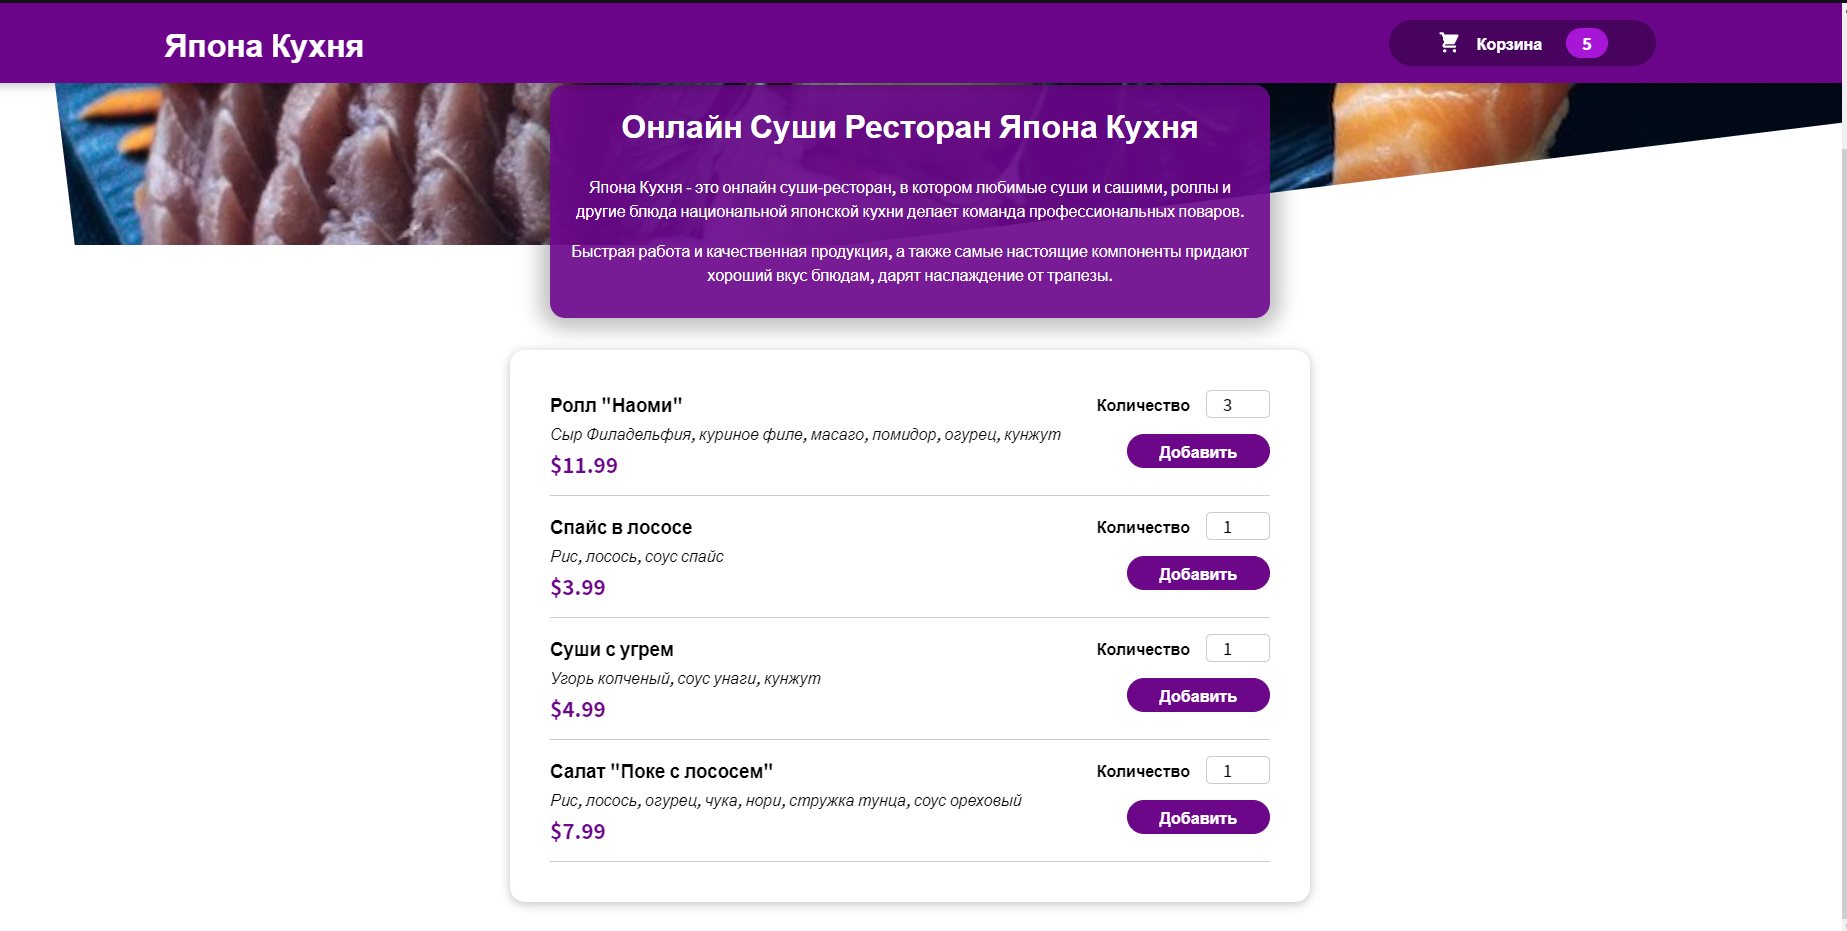 Япона Кухня
Корзина 5
Онлайн Суши Ресторан Япона Кухня
Япона Кухня - это онлайн суши-ресторан, в котором любимые суши и сашими, роллы и
другие блюда национальной японской кухни делает команда профессиональных поваров.
Быстрая работа и качественная продукция, а также самые настоящие компоненты придают
хороший вкус блюдам, дарят наслаждение от трапезы.
Ролл "Наоми"
Количество 3
Сыр Филадельфия, куриное филе, масаго, помидор, огурец, кунжут
Добавить
$11.99
Спайс в лососе
Количество 1
Рис, лосось, соус спайс
Добавить
$3.99
Суши с угрем
Количество 1
Угорь копченый, соус унаги, кунжут
Добавить
$4.99
Салат "Поке с лососем"
Количество 1
Рис, лосось, огурец, чука, нори, стружка тунца, соус ореховый
Добавить
$7.99